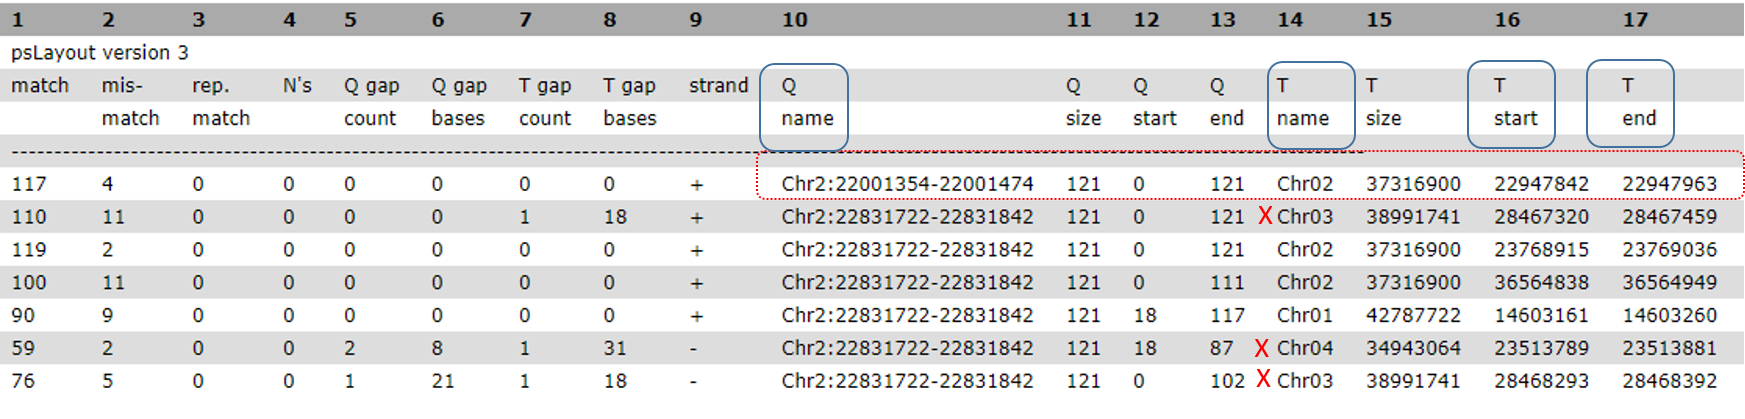 1 2 3 4 5 6 7 8 9 10 11 12 13 14 15 16 17
psLayout version 3
match mis- rep. N's Q gap Q gap T gap T gap strand Q Q Q Q T T T T
match match count bases count bases name size start end name size start end
---------------------------------------------------------------------------------------------------------------------------------------------------------------
117 4 0 0 0 0 0 0 + Chr2:22001354-22001474 121 0 121 Chr02 37316900 22947842 22947963
110 11 0 0 0 0 1 18 + Chr2:22831722-22831842 121 0 121 X Chr03 38991741 28467320 28467459
119 2 0 0 0 0 0 0 + Chr2:22831722-22831842 121 0 121 Chr02 37316900 23768915 23769036
100 11 0 0 0 0 0 0 + Chr2:22831722-22831842 121 0 111 Chr02 37316900 36564838 36564949
90 9 0 0 0 0 0 0 + Chr2:22831722-22831842 121 18 117 Chr01 42787722 14603161 14603260
59 2 0 0 2 8 1 31 - Chr2:22831722-22831842 121 18 87 X Chr04 34943064 23513789 23513881
76 5 0 0 1 21 1 18 - Chr2:22831722-22831842 121 0 102 X Chr03 38991741 28468293 28468392